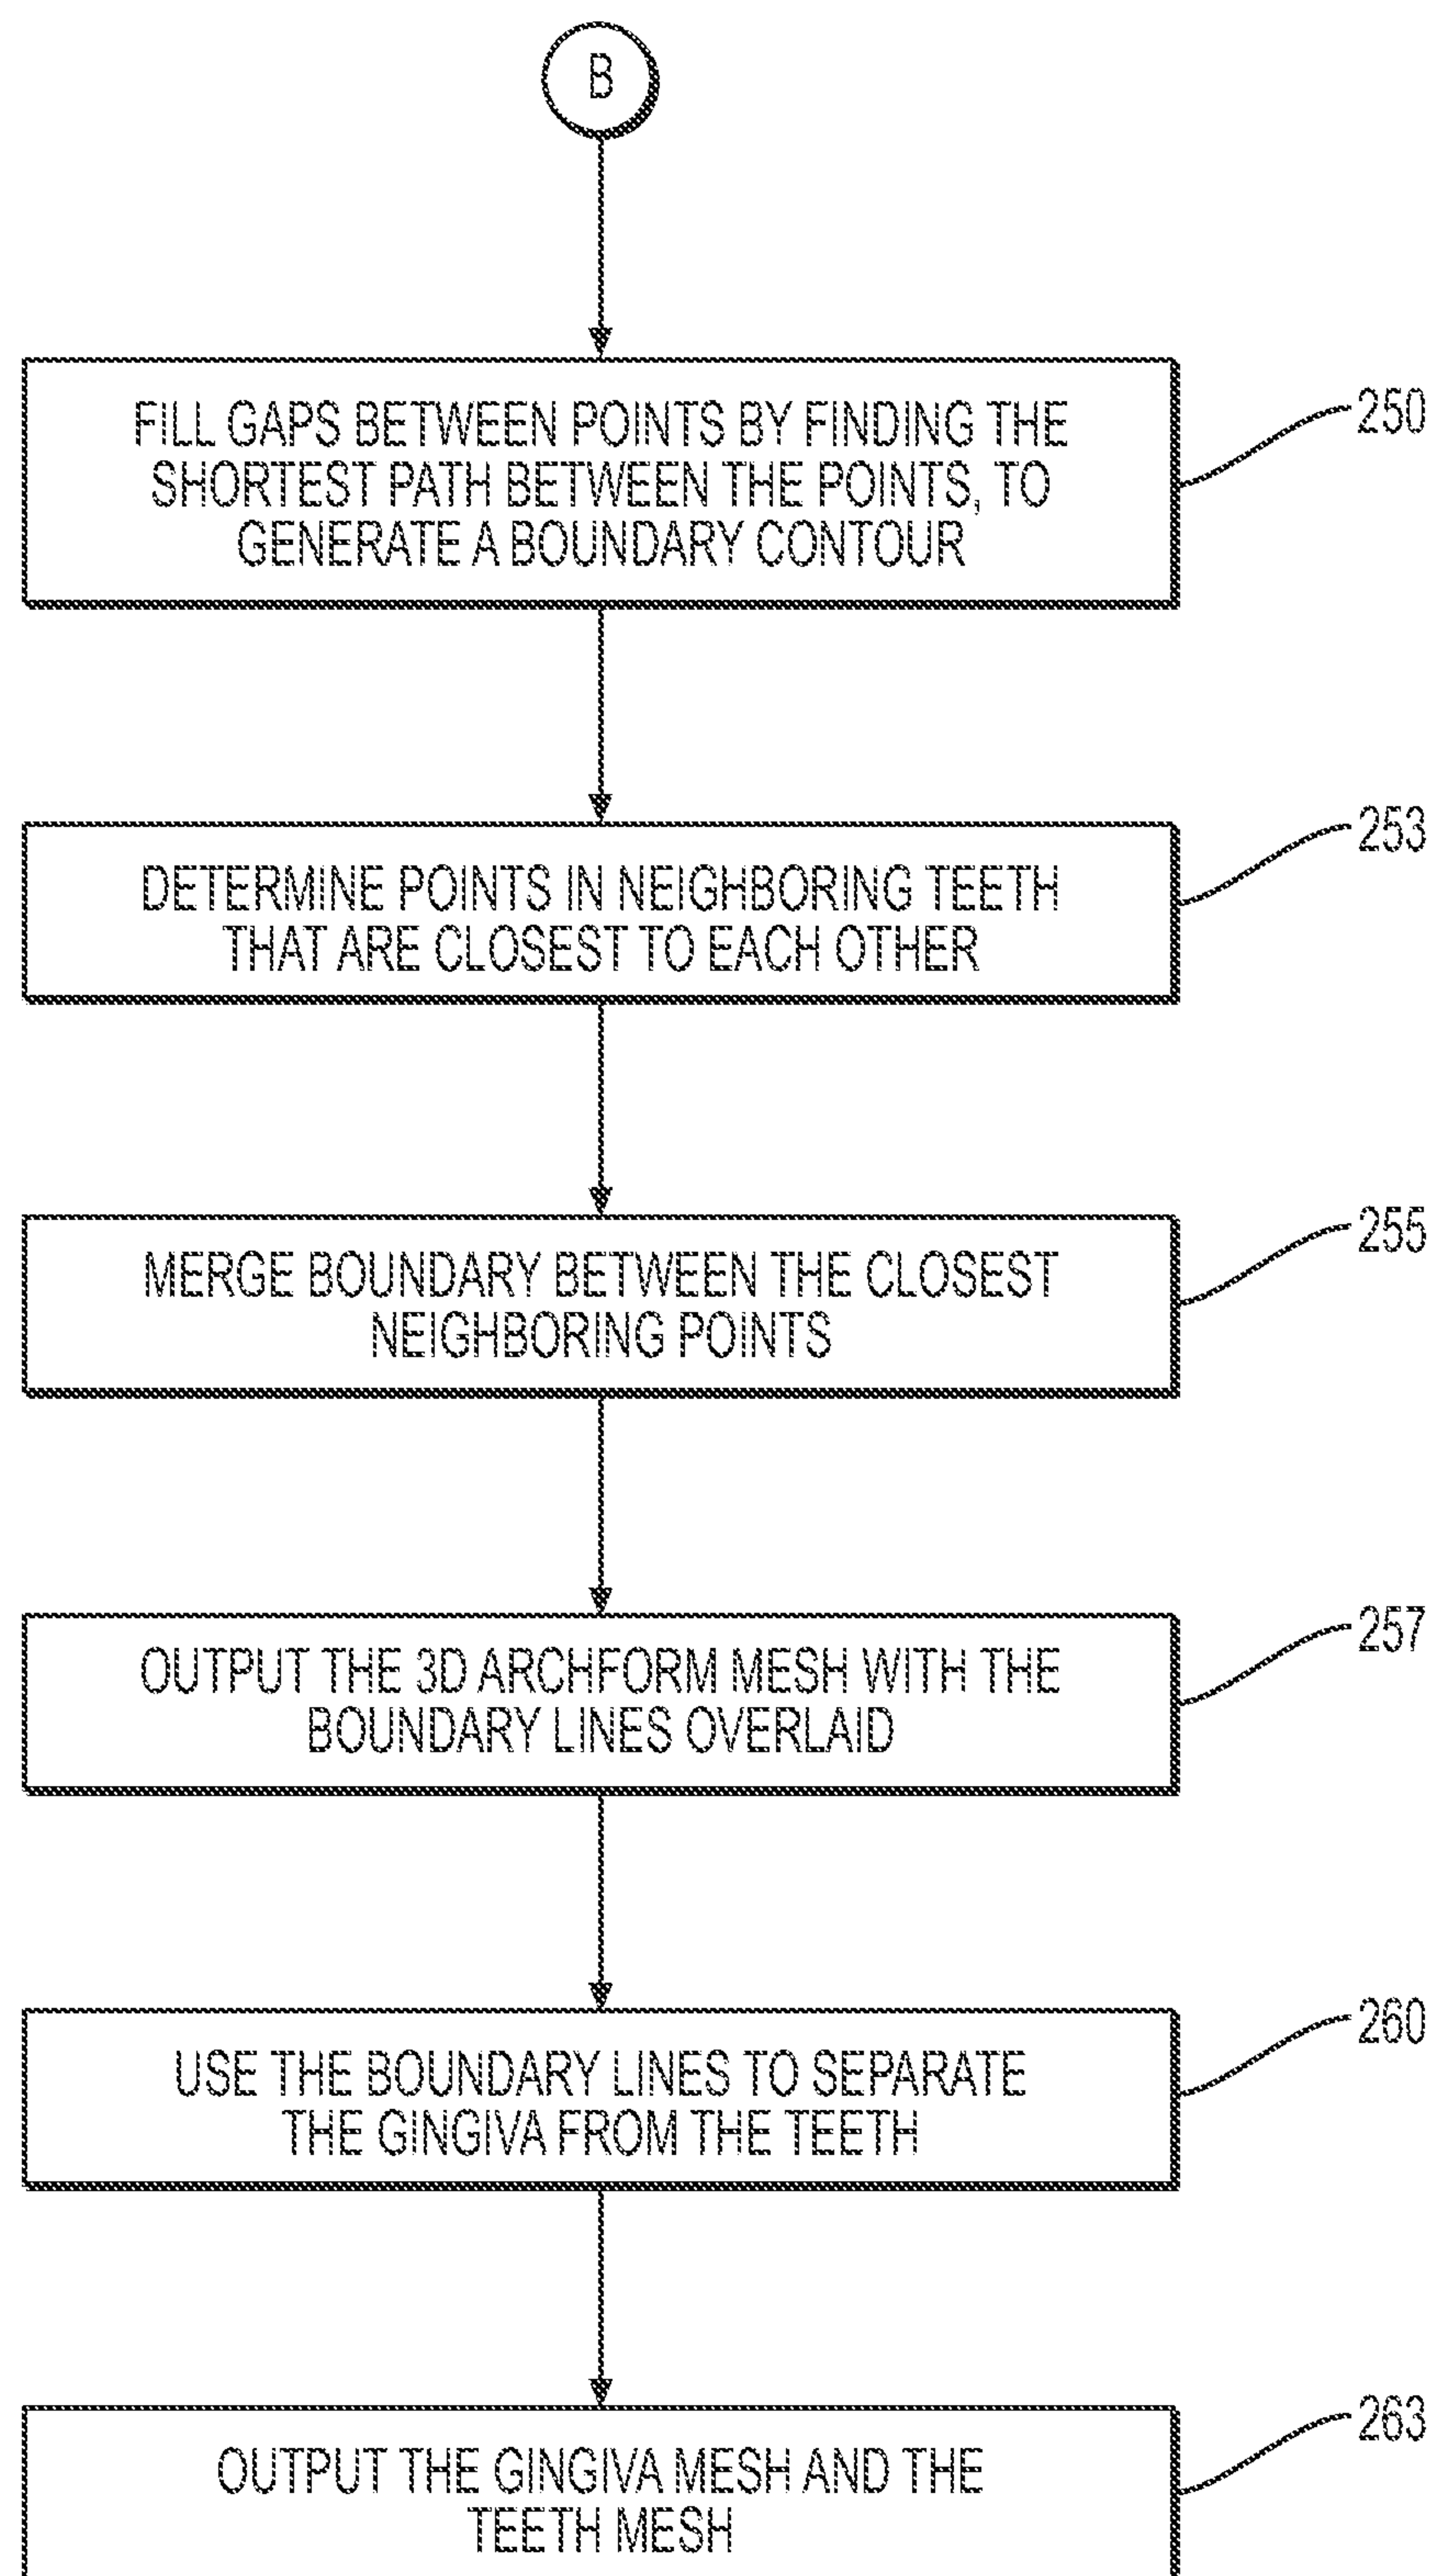 B
FILL GAPS BETWEEN POINTS BY FINDING THE
SHORTEST PATH BETWEEN THE POINTS, TO
GENERATE A BOUNDARY CONTOUR
250
DETERMINE POINTS IN NEIGHBORING TEETH
THAT ARE CLOSEST TO EACH OTHER
253
MERGE BOUNDARY BETWEEN THE CLOSEST
NEIGHBORING POINTS
255
OUTPUT THE 3D ARCHFORM MESH WITH THE
BOUNDARY LINES OVERLAID
257
USE THE BOUNDARY LINES TO SEPARATE
THE GINGIVA FROM THE TEETH
260
OUTPUT THE GINGIVA MESH AND THE
TEETH MESH
263